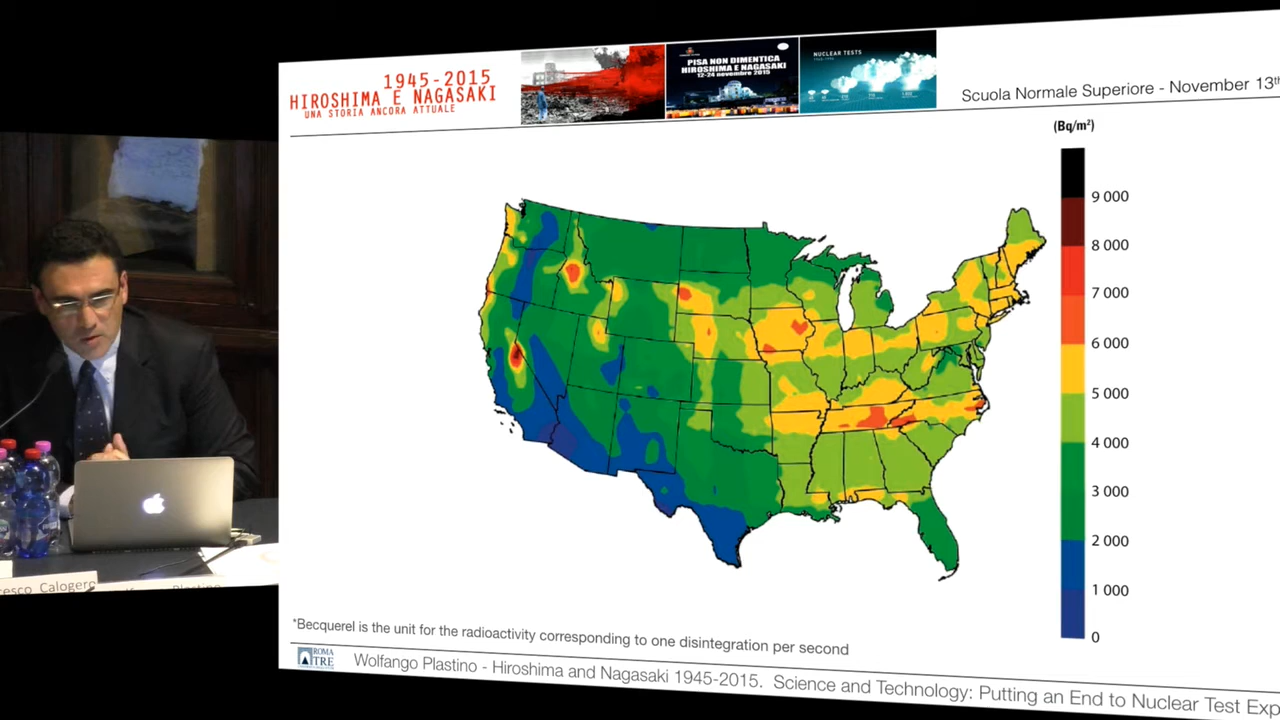 1945-2015
HIROSHIMA E NAGASAKI
UNA STORIA ANCORA ATTUALE
PISA NON DIMENTICA
HIROSHIMA E NAGASAKI
12-24 novembre 2015
NUCLEAR TESTS
Scuola Normale Superiore - November 13th
(Bq/m²)
9 000
8 000
7 000
6 000
5 000
4 000
3 000
2 000
1 000
0
*Becquerel is the unit for the radioactivity corresponding to one disintegration per second
ROMA
TRE
Wolfango Plastino - Hiroshima and Nagasaki 1945-2015. Science and Technology: Putting an End to Nuclear Test Exp
esco Calogero
Plastino